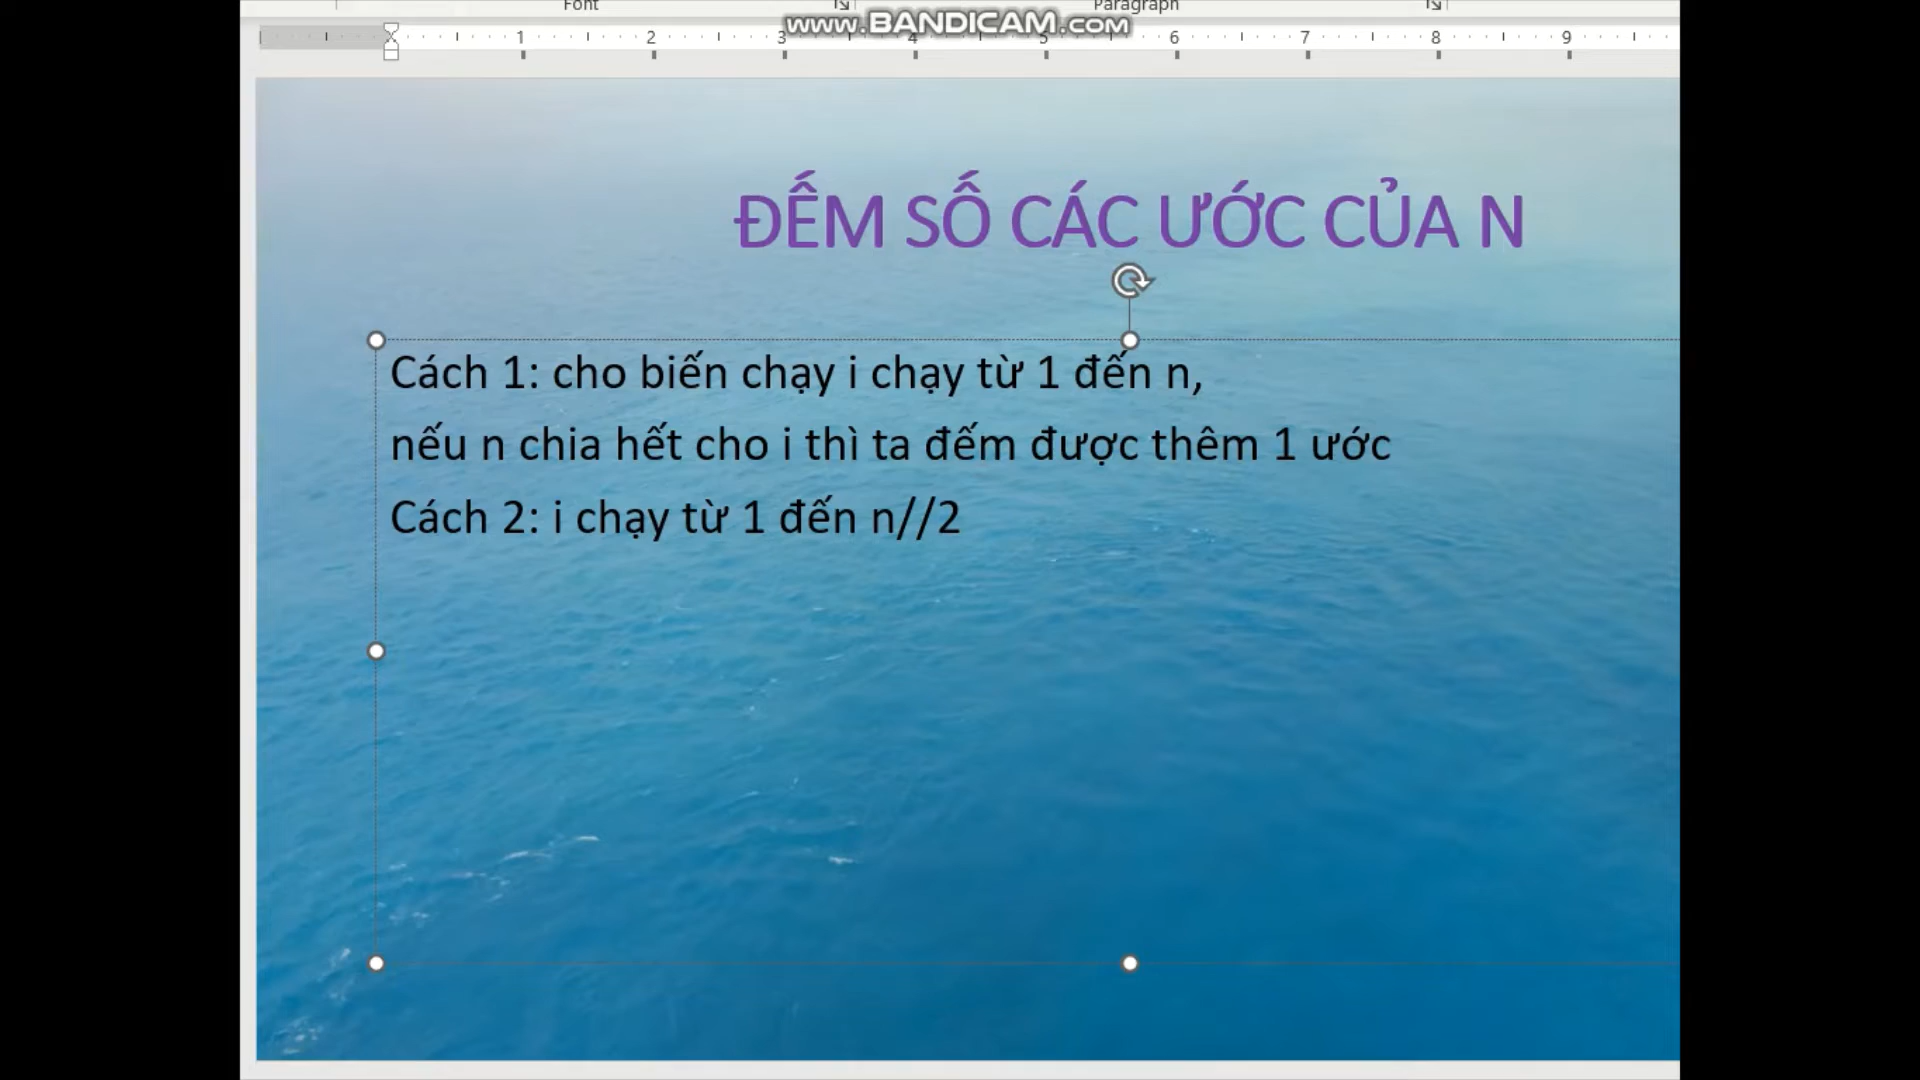 Font
Paragraph
www.BANDICAM.com
1 2 3 4 5 6 7 8 9
ĐẾM SỐ CÁC ƯỚC CỦA N
Cách 1: cho biến chạy i chạy từ 1 đến n,
nếu n chia hết cho i thì ta đếm được thêm 1 ước
Cách 2: i chạy từ 1 đến n//2